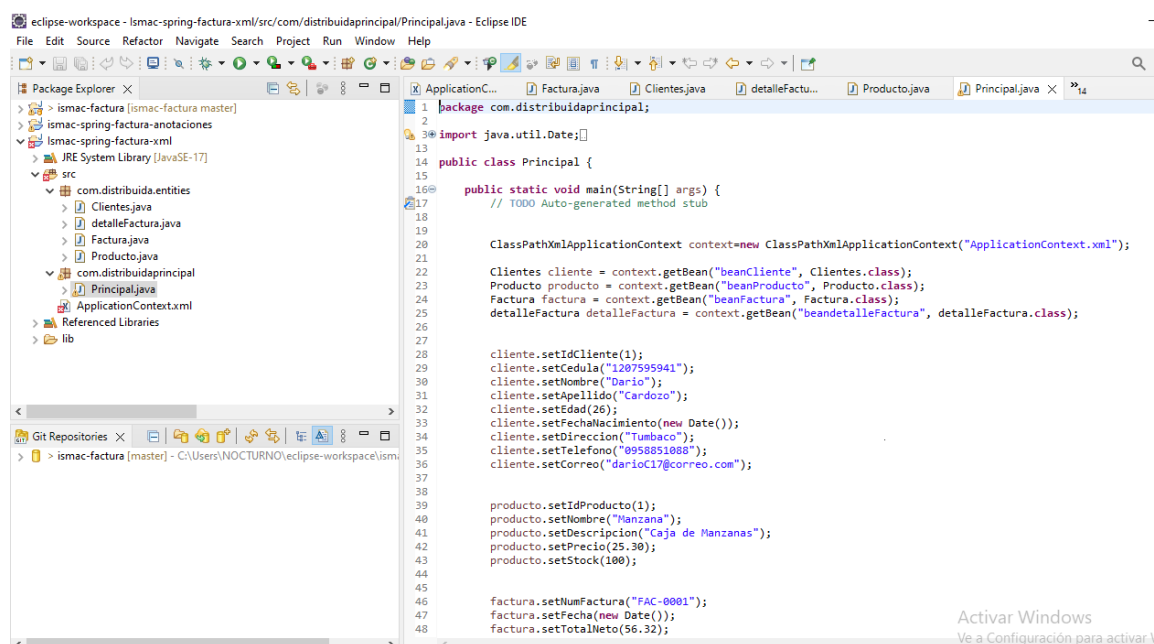 eclipse-workspace - Ismac-spring-factura-xml/src/com/distribuidaprincipal/Principal.java - Eclipse IDE
File Edit Source Refactor Navigate Search Project Run Window Help
Package Explorer
> ismac-factura [ismac-factura master]
ismac-spring-factura-anotaciones
Ismac-spring-factura-xml
JRE System Library [JavaSE-17]
src
com.distribuida.entities
Clientes.java
detalleFactura.java
Factura.java
Producto.java
com.distribuidaprincipal
Principal.java
ApplicationContext.xml
Referenced Libraries
lib
Git Repositories
> ismac-factura [master] - C:\Users\NOCTURNO\eclipse-workspace\ism
ApplicationC... Factura.java Clientes.java detalleFactu... Producto.java Principal.java »14
1 package com.distribuidaprincipal;
2
3 import java.util.Date;
13
14 public class Principal {
15
16 public static void main(String[] args) {
17 // TODO Auto-generated method stub
18
19
20 ClassPathXmlApplicationContext context=new ClassPathXmlApplicationContext("ApplicationContext.xml");
21
22 Clientes cliente = context.getBean("beanCliente", Clientes.class);
23 Producto producto = context.getBean("beanProducto", Producto.class);
24 Factura factura = context.getBean("beanFactura", Factura.class);
25 detalleFactura detalleFactura = context.getBean("beandetalleFactura", detalleFactura.class);
26
27
28 cliente.setIdCliente(1);
29 cliente.setCedula("1207595941");
30 cliente.setNombre("Dario");
31 cliente.setApellido("Cardozo");
32 cliente.setEdad(26);
33 cliente.setFechaNacimiento(new Date());
34 cliente.setDireccion("Tumbaco");
35 cliente.setTelefono("0958851088");
36 cliente.setCorreo("darioC17@correo.com");
37
38
39 producto.setIdProducto(1);
40 producto.setNombre("Manzana");
41 producto.setDescripcion("Caja de Manzanas");
42 producto.setPrecio(25.30);
43 producto.setStock(100);
44
45
46 factura.setNumFactura("FAC-0001");
47 factura.setFecha(new Date());
48 factura.setTotalNeto(56.32);
Activar Windows
Ve a Configuración para activar